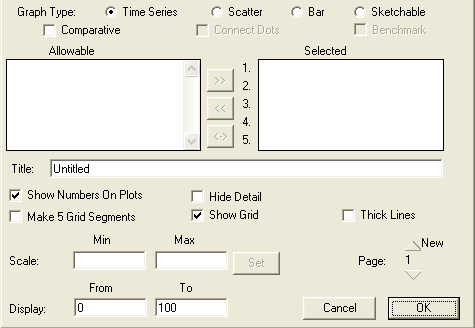 Graph Type: Time Series Scatter Bar Sketchable
Comparative Connect Dots Benchmark
Allowable Selected
>> 1.
2.
<< 3.
4.
<-> 5.
Title: Untitled
Show Numbers On Plots Hide Detail
Make 5 Grid Segments Show Grid Thick Lines
Min Max New
Scale: Set Page: 1
From To
Display: 0 100 Cancel OK